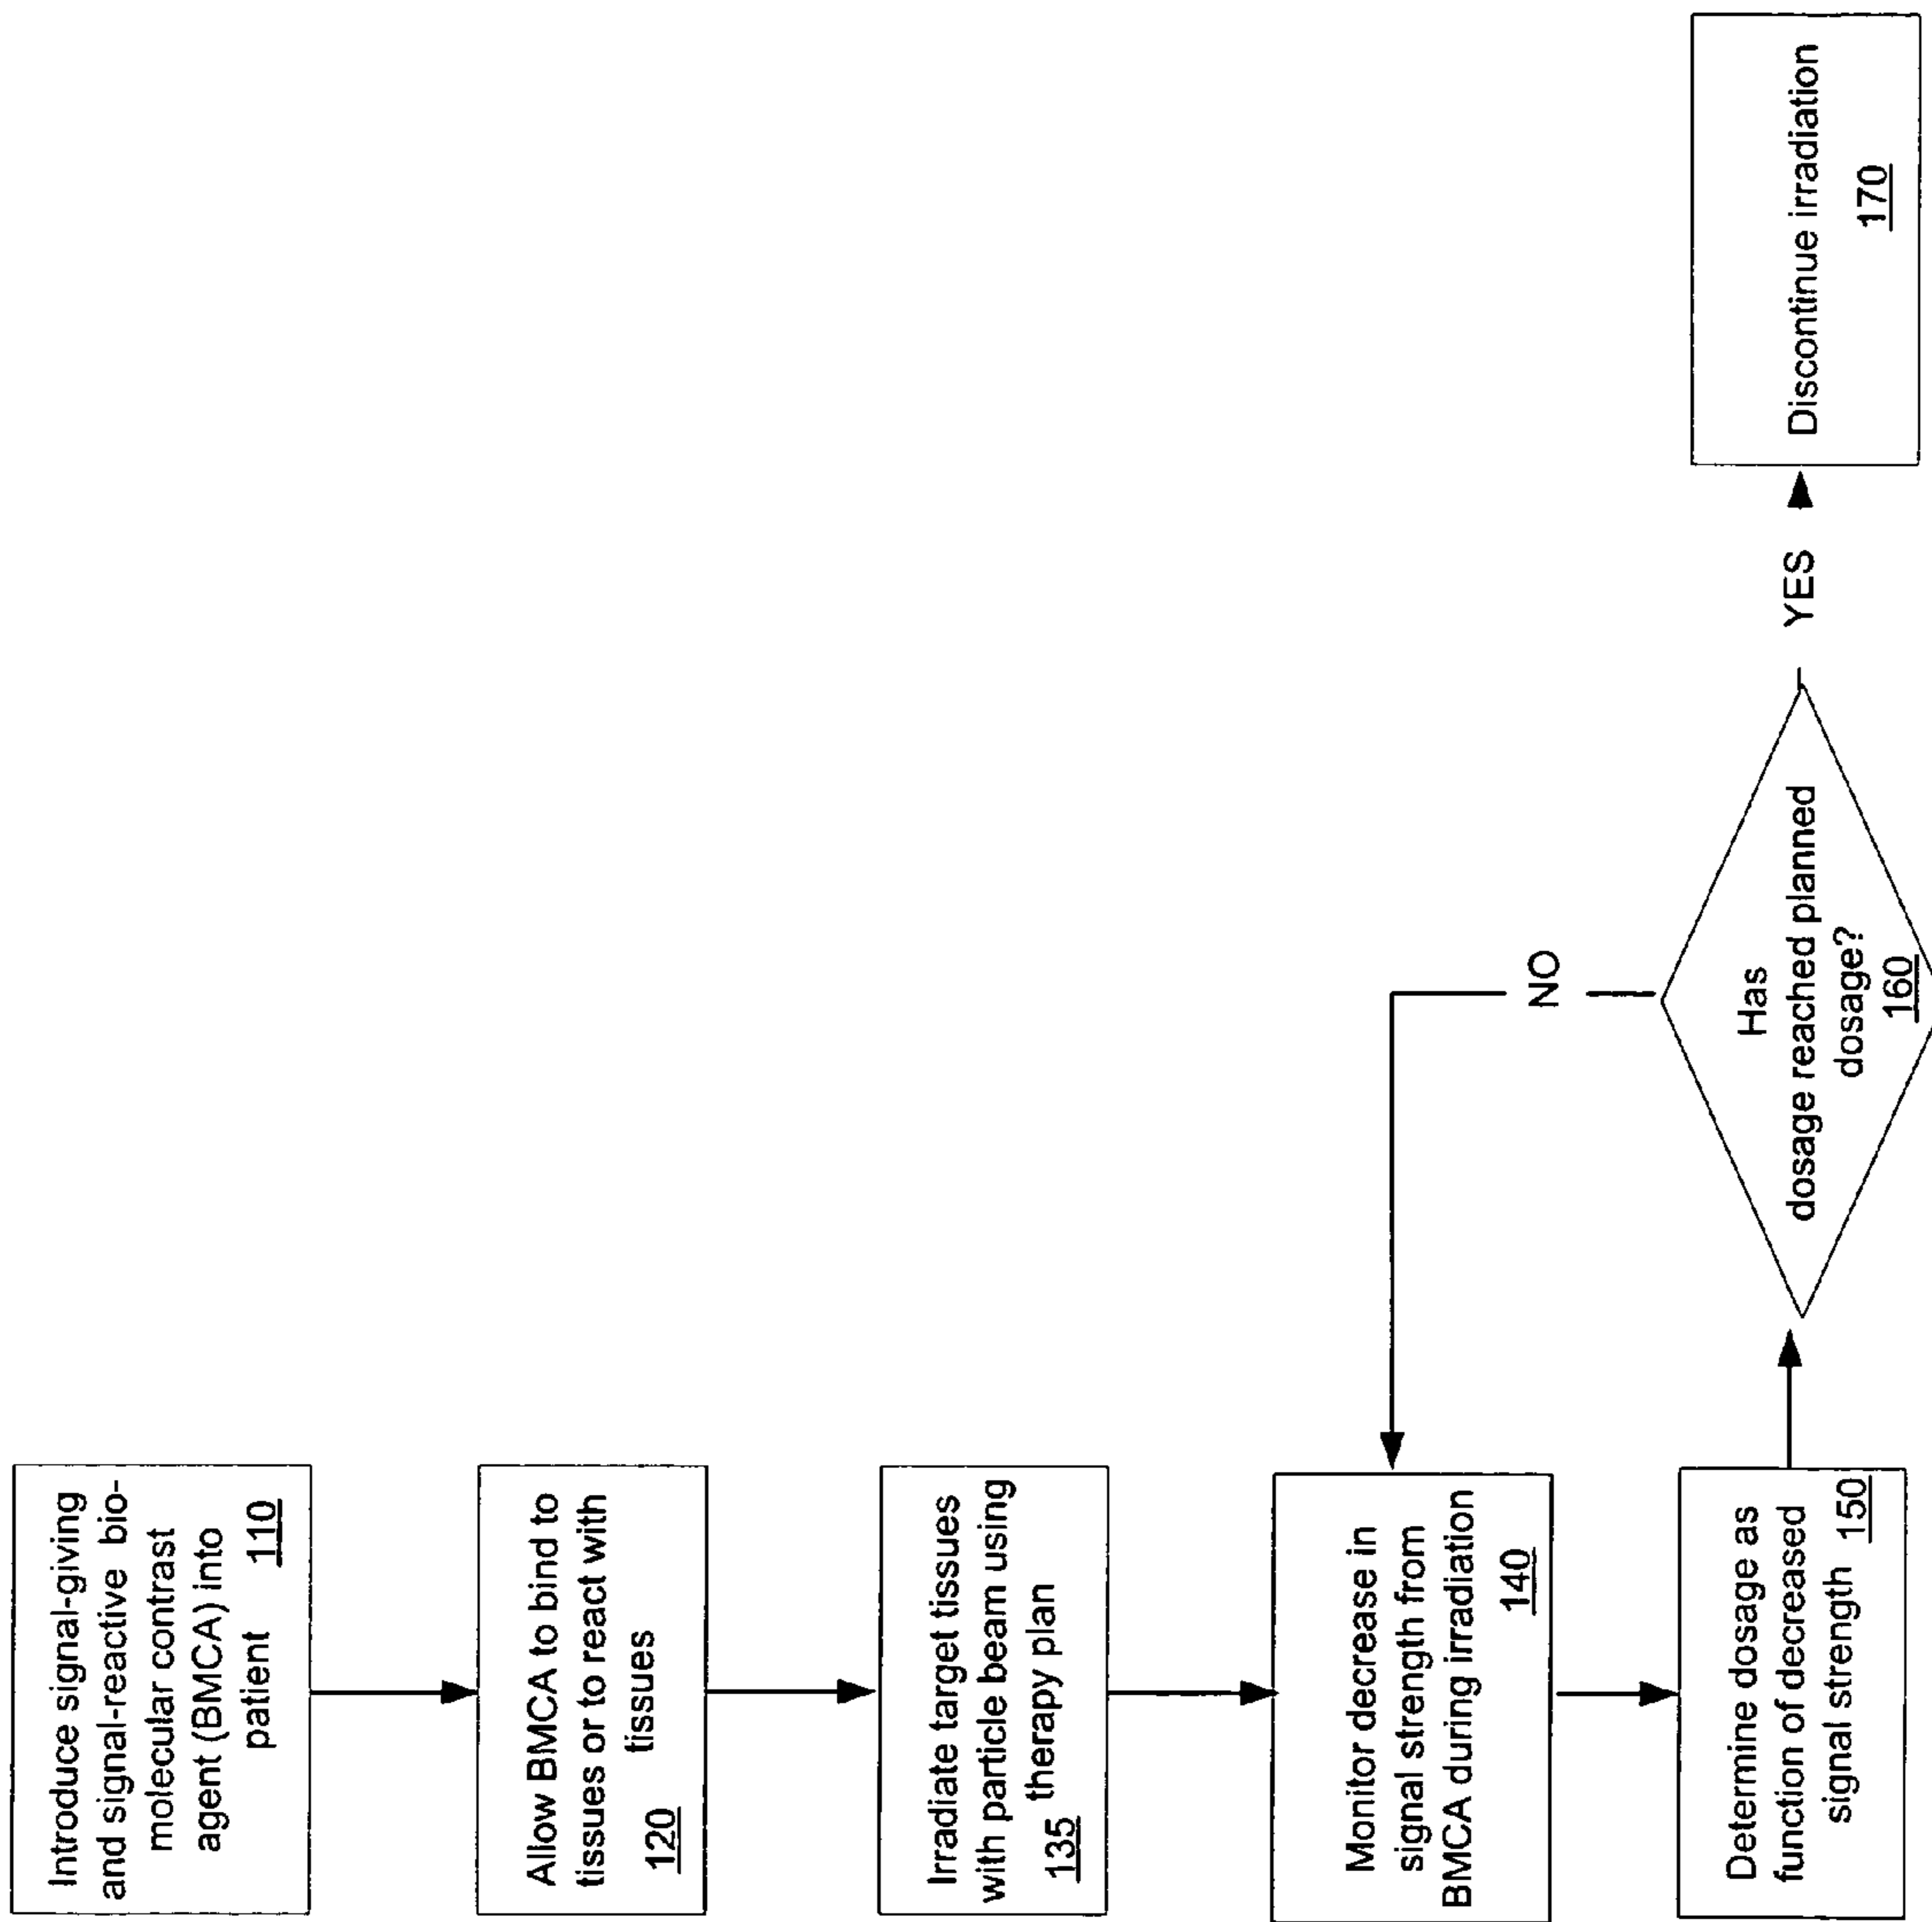 Introduce signal-giving
and signal-reactive bio-
molecular contrast
agent (BMCA) into
patient 110
Allow BMCA to bind to
tissues or to react with
tissues
120
Irradiate target tissues
with particle beam using
135 therapy plan
Monitor decrease in
signal strength from
BMCA during irradiation
140
Determine dosage as
function of decreased
signal strength 150
Has
dosage reached planned
dosage?
160
NO
YES
Discontinue irradiation
170